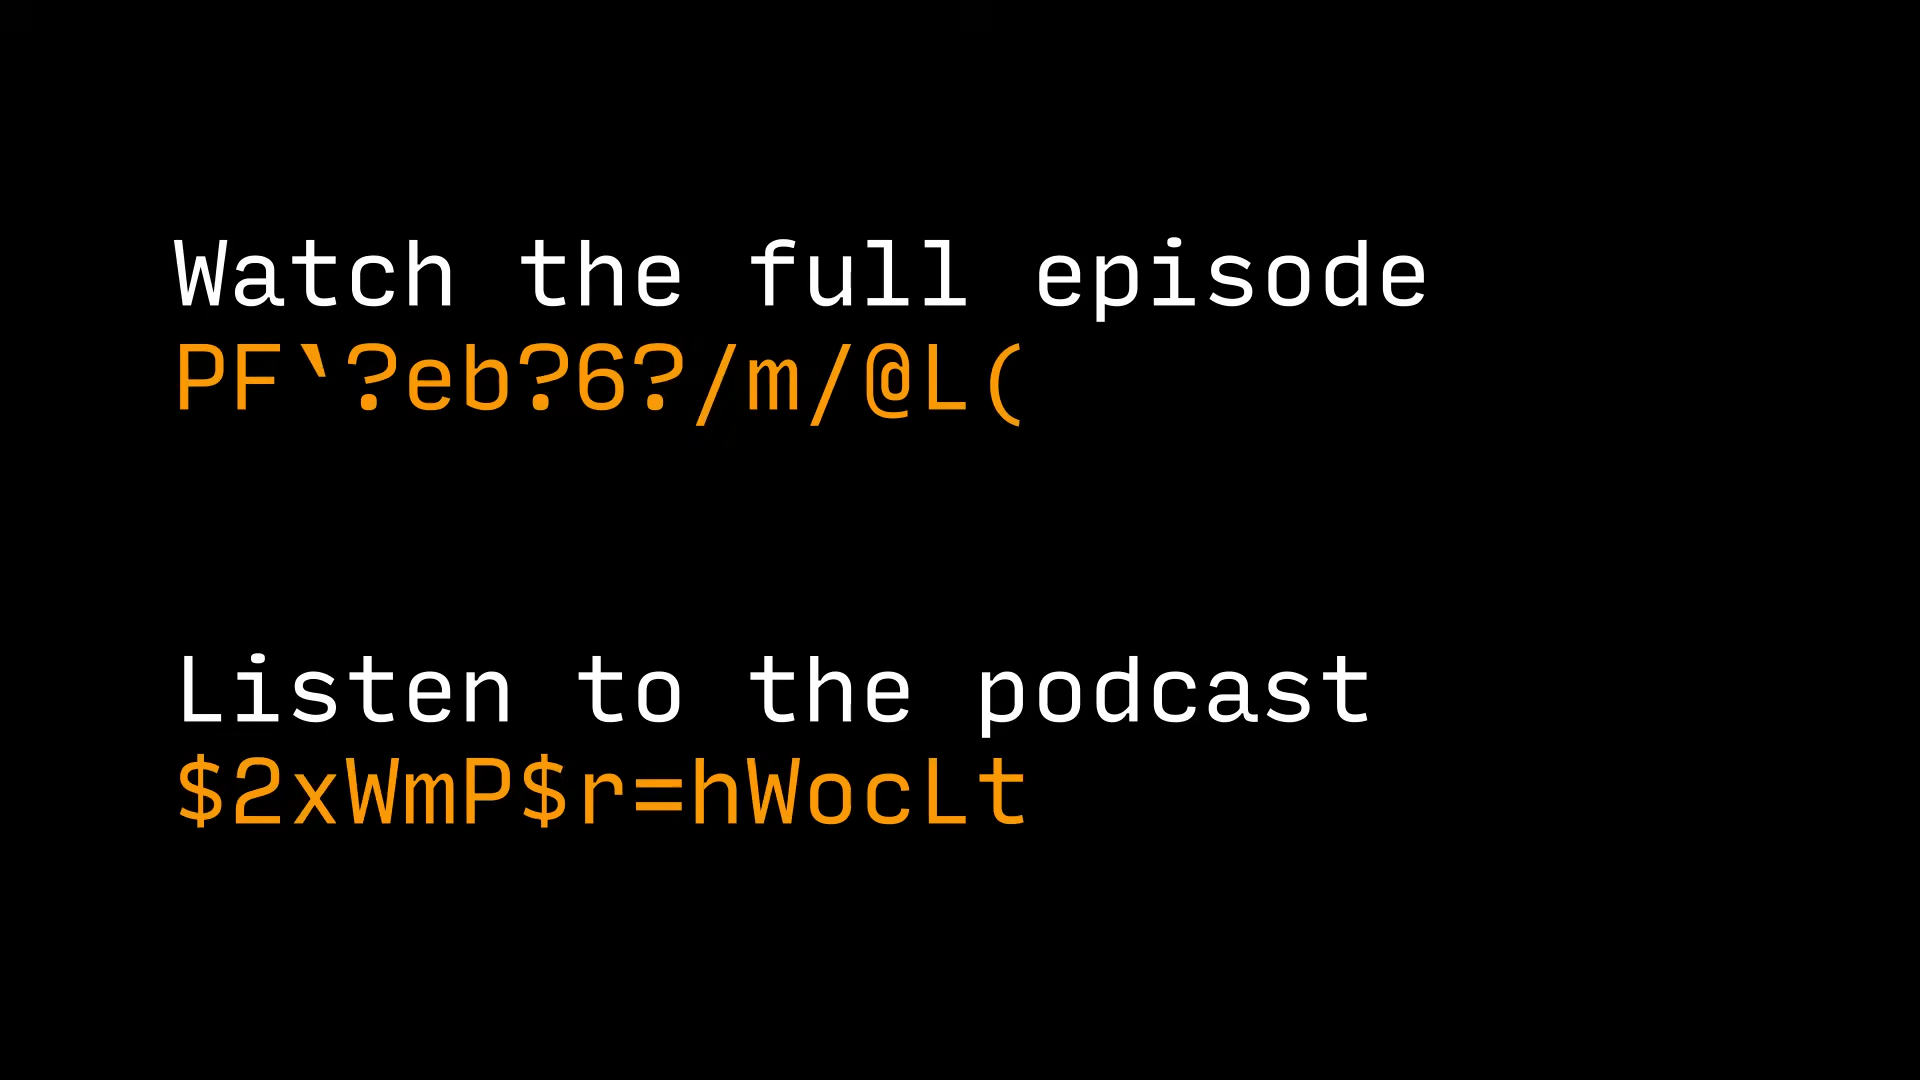 Watch the full episode
PF‵?eb?6?/m/@L(
Listen to the podcast
$2xWmP$r=hWocLt